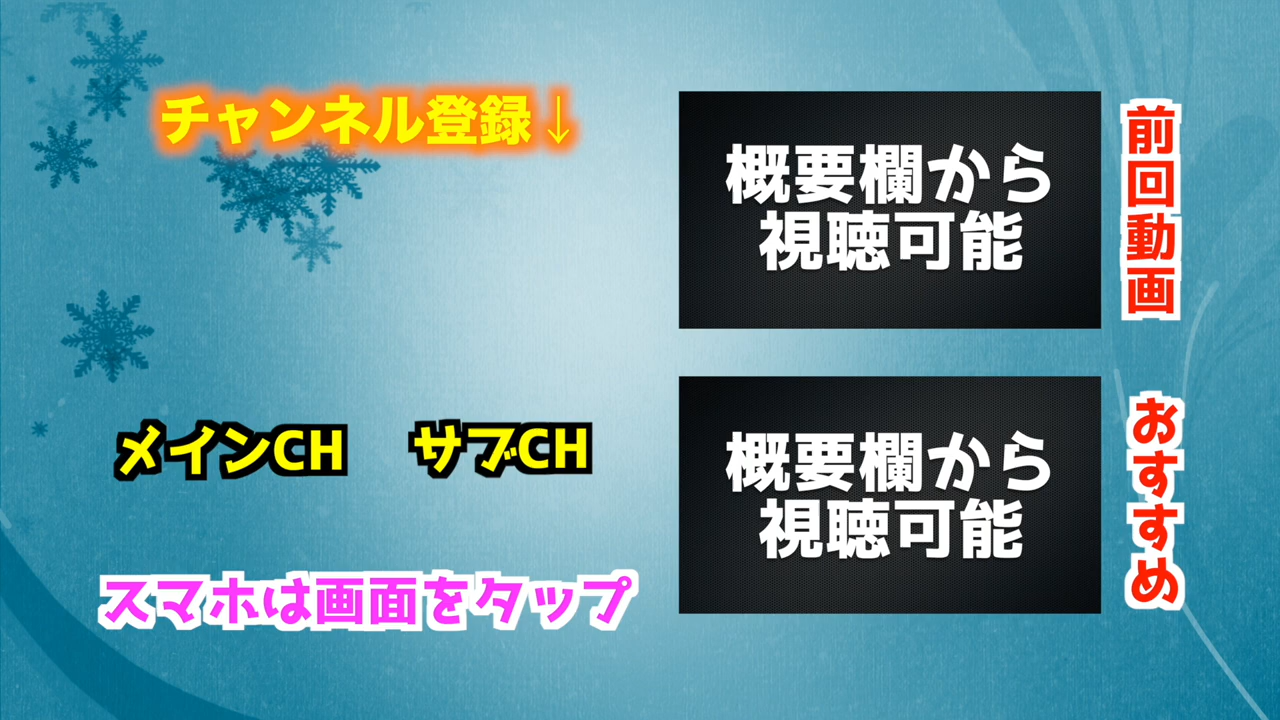 チャンネル登録↓
メインCH
サブCH
スマホは画面をタップ
概要欄から
視聴可能
前回動画
概要欄から
視聴可能
おすすめ